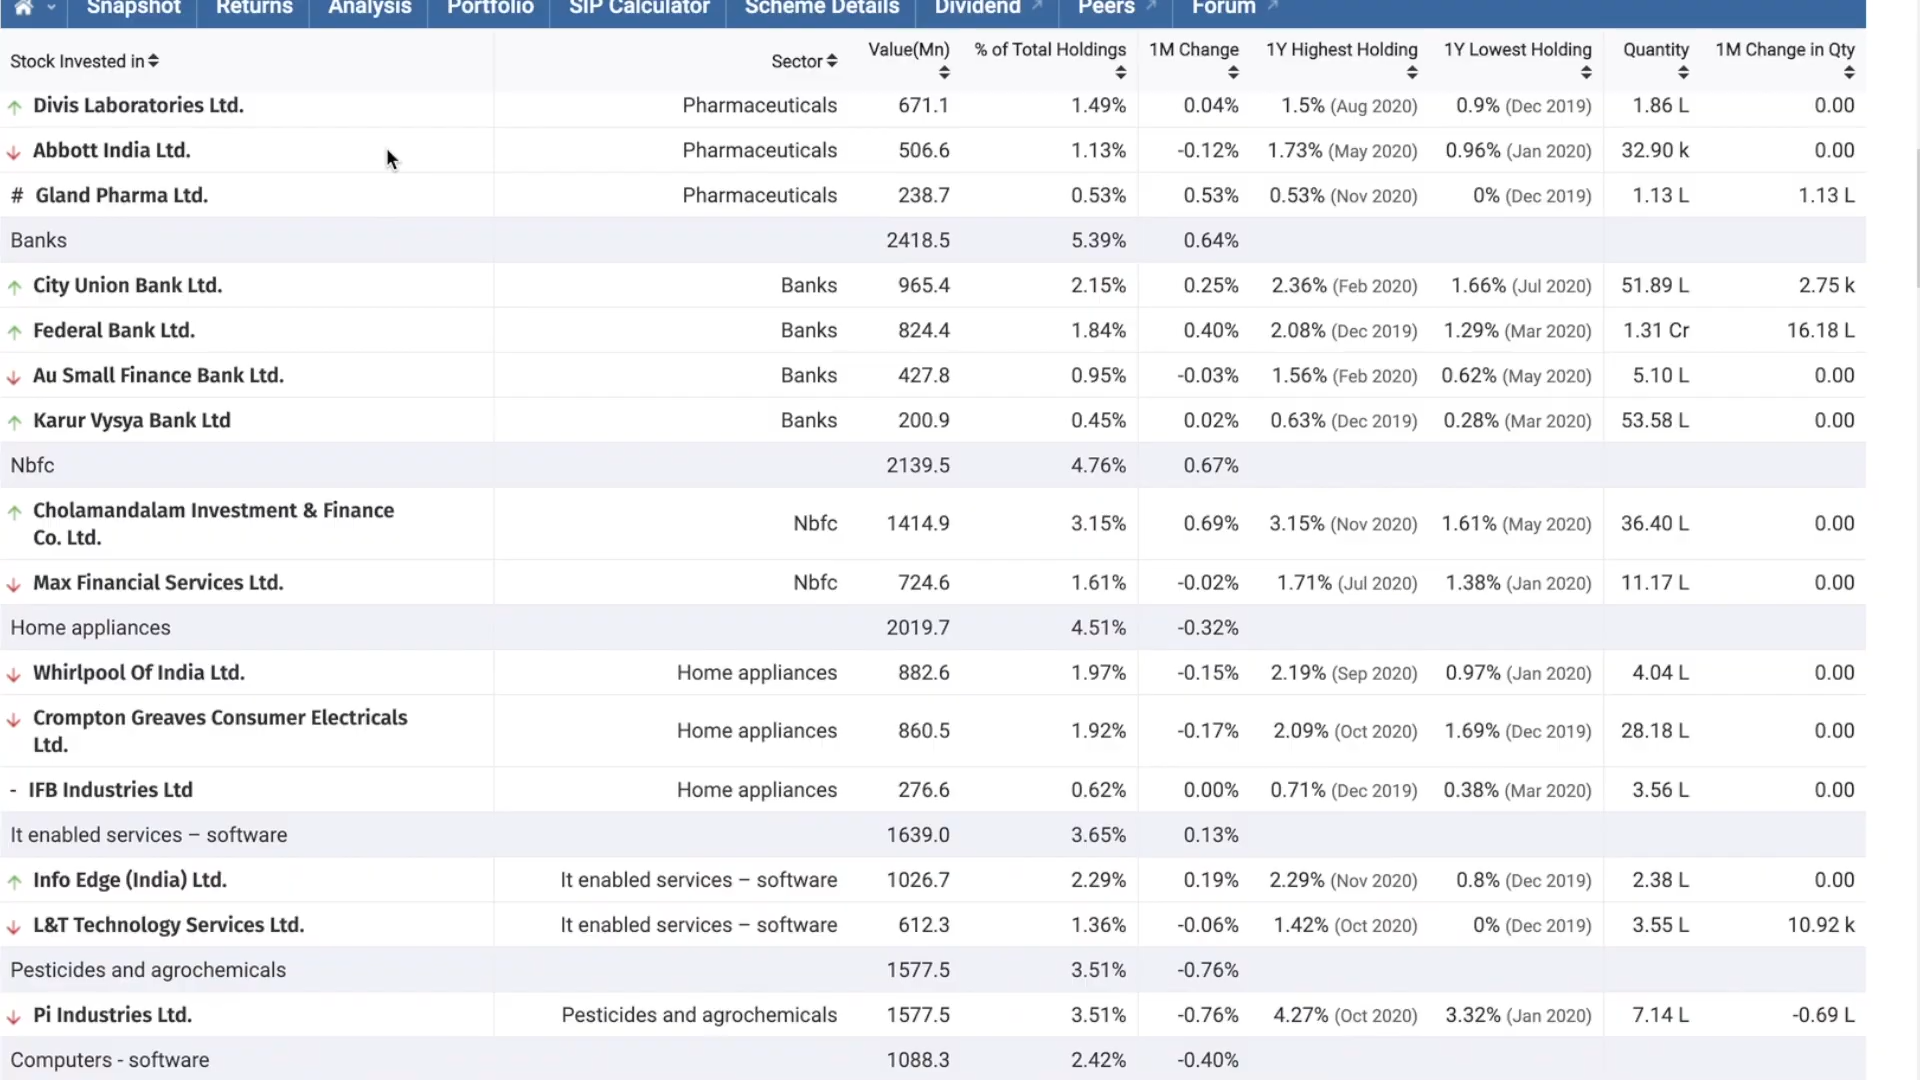 Snapshot Returns Analysis Portfolio SIP Calculator Scheme Details Dividend Peers Forum
Stock Invested in Sector Value(Mn) % of Total Holdings 1M Change 1Y Highest Holding 1Y Lowest Holding Quantity 1M Change in Qty
Divis Laboratories Ltd. Pharmaceuticals 671.1 1.49% 0.04% 1.5% (Aug 2020) 0.9% (Dec 2019) 1.86 L 0.00
Abbott India Ltd. Pharmaceuticals 506.6 1.13% -0.12% 1.73% (May 2020) 0.96% (Jan 2020) 32.90 k 0.00
# Gland Pharma Ltd. Pharmaceuticals 238.7 0.53% 0.53% 0.53% (Nov 2020) 0% (Dec 2019) 1.13 L 1.13 L
Banks 2418.5 5.39% 0.64%
City Union Bank Ltd. Banks 965.4 2.15% 0.25% 2.36% (Feb 2020) 1.66% (Jul 2020) 51.89 L 2.75 k
Federal Bank Ltd. Banks 824.4 1.84% 0.40% 2.08% (Dec 2019) 1.29% (Mar 2020) 1.31 Cr 16.18 L
Au Small Finance Bank Ltd. Banks 427.8 0.95% -0.03% 1.56% (Feb 2020) 0.62% (May 2020) 5.10 L 0.00
Karur Vysya Bank Ltd Banks 200.9 0.45% 0.02% 0.63% (Dec 2019) 0.28% (Mar 2020) 53.58 L 0.00
Nbfc 2139.5 4.76% 0.67%
Cholamandalam Investment & Finance
Co. Ltd. Nbfc 1414.9 3.15% 0.69% 3.15% (Nov 2020) 1.61% (May 2020) 36.40 L 0.00
Max Financial Services Ltd. Nbfc 724.6 1.61% -0.02% 1.71% (Jul 2020) 1.38% (Jan 2020) 11.17 L 0.00
Home appliances 2019.7 4.51% -0.32%
Whirlpool Of India Ltd. Home appliances 882.6 1.97% -0.15% 2.19% (Sep 2020) 0.97% (Jan 2020) 4.04 L 0.00
Crompton Greaves Consumer Electricals
Ltd. Home appliances 860.5 1.92% -0.17% 2.09% (Oct 2020) 1.69% (Dec 2019) 28.18 L 0.00
- IFB Industries Ltd Home appliances 276.6 0.62% 0.00% 0.71% (Dec 2019) 0.38% (Mar 2020) 3.56 L 0.00
It enabled services – software 1639.0 3.65% 0.13%
Info Edge (India) Ltd. It enabled services – software 1026.7 2.29% 0.19% 2.29% (Nov 2020) 0.8% (Dec 2019) 2.38 L 0.00
L&T Technology Services Ltd. It enabled services – software 612.3 1.36% -0.06% 1.42% (Oct 2020) 0% (Dec 2019) 3.55 L 10.92 k
Pesticides and agrochemicals 1577.5 3.51% -0.76%
Pi Industries Ltd. Pesticides and agrochemicals 1577.5 3.51% -0.76% 4.27% (Oct 2020) 3.32% (Jan 2020) 7.14 L -0.69 L
Computers - software 1088.3 2.42% -0.40%